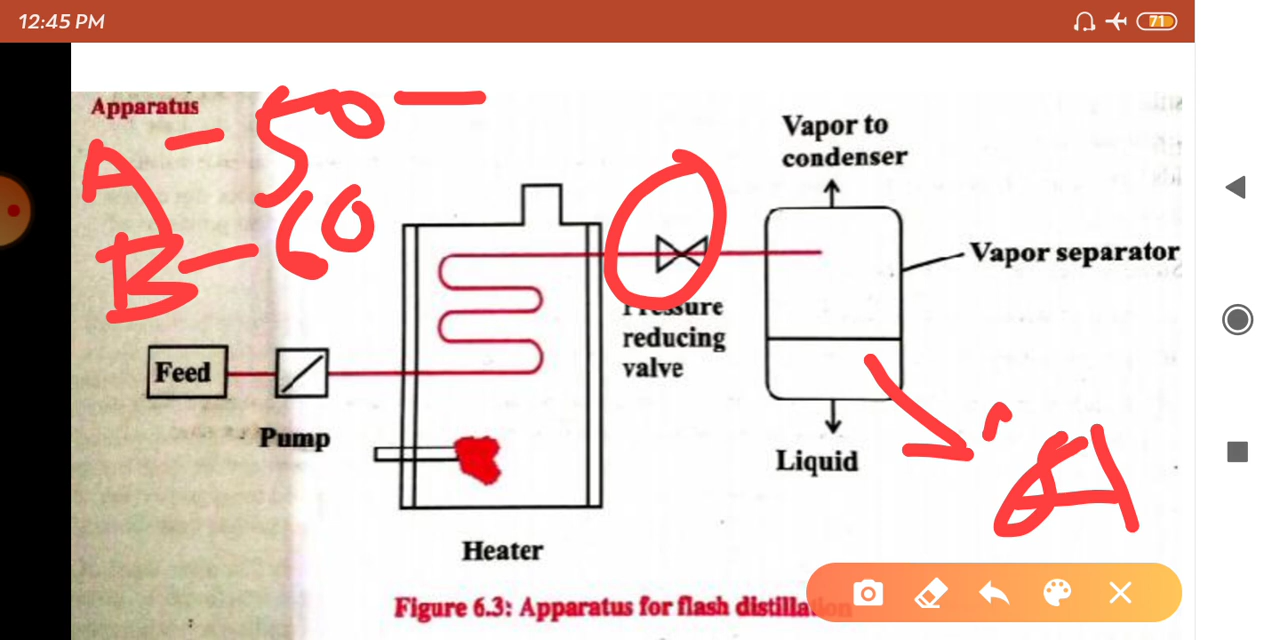 12:45 PM
71
Apparatus
A - 50 -
B - 60
Vapor to
condenser
Vapor separator
reducing
valve
Feed
Pump
Liquid
A
Heater
Figure 6.3: Apparatus for flash distillation